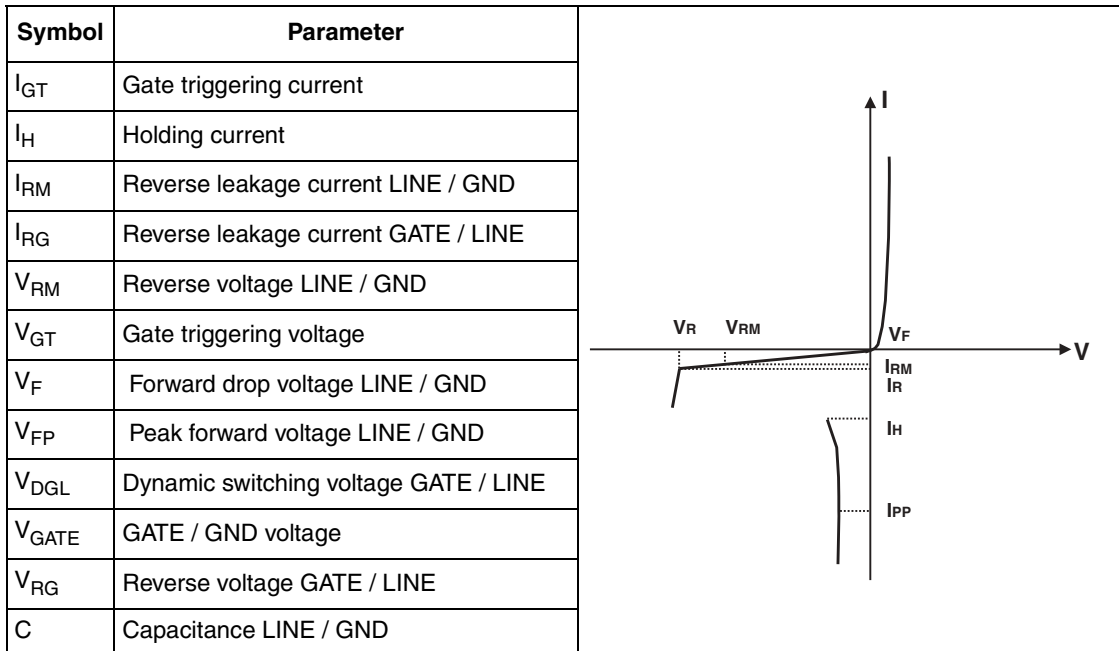 Symbol Parameter
IGT Gate triggering current
IH Holding current
IRM Reverse leakage current LINE / GND
IRG Reverse leakage current GATE / LINE
VRM Reverse voltage LINE / GND
VGT Gate triggering voltage
VF Forward drop voltage LINE / GND
VFP Peak forward voltage LINE / GND
VDGL Dynamic switching voltage GATE / LINE
VGATE GATE / GND voltage
VRG Reverse voltage GATE / LINE
C Capacitance LINE / GND
I
VR VRM VF
V
IRM
IR
IH
IPP